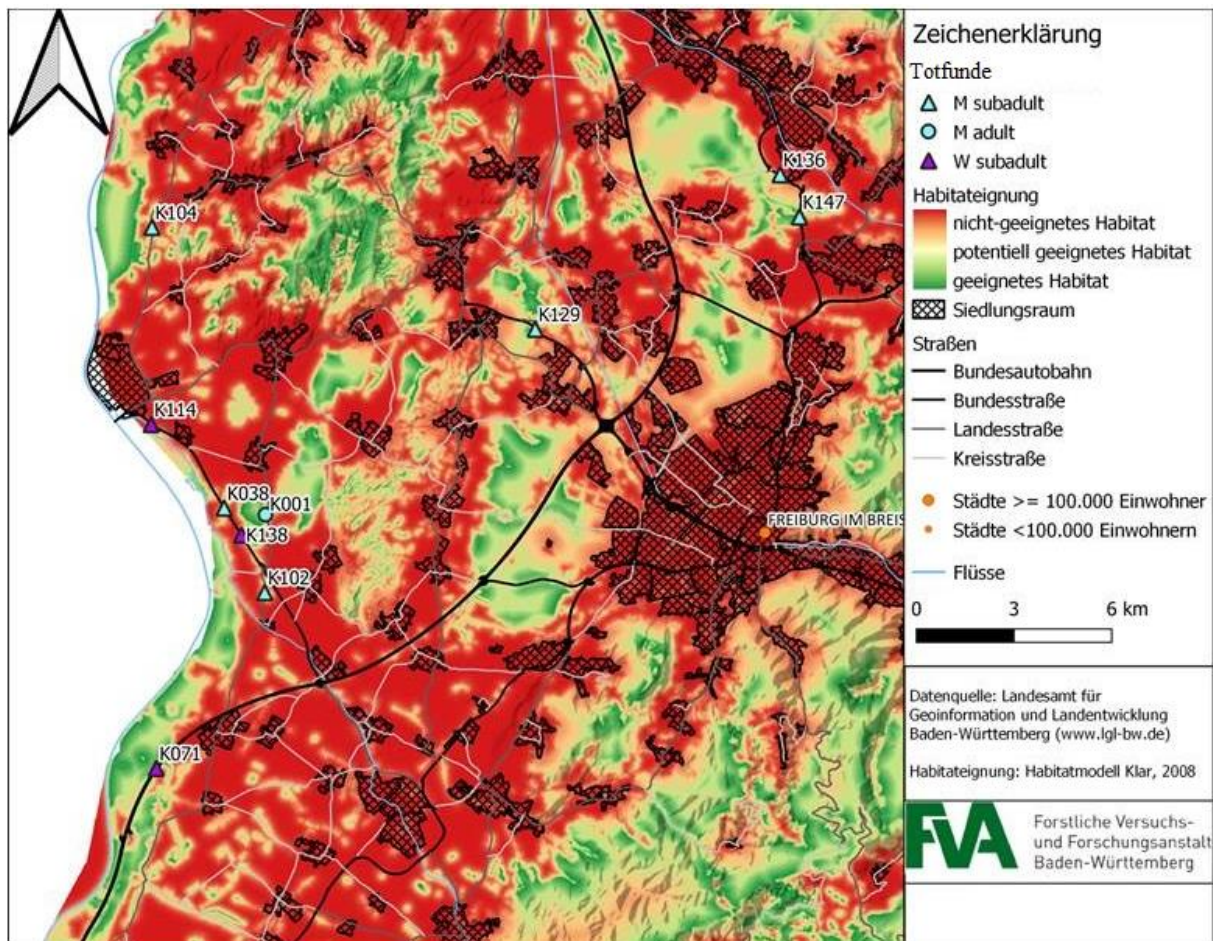 K136
K147
K104
K129
K114
K038
K001
K138
FREIBURG IM BREIS
K102
K071
Zeichenerklärung
Totfunde
M subadult
M adult
W subadult
Habitateignung
nicht-geeignetes Habitat
potentiell geeignetes Habitat
geeignetes Habitat
Siedlungsraum
Straßen
Bundesautobahn
Bundesstraße
Landesstraße
Kreisstraße
Städte >= 100.000 Einwohner
Städte <100.000 Einwohnern
Flüsse
0 3 6 km
Datenquelle: Landesamt für
Geoinformation und Landentwicklung
Baden-Württemberg (www.lgl-bw.de)
Habitateignung: Habitatmodell Klar, 2008
FVA
Forstliche Versuchs-
und Forschungsanstalt
Baden-Württemberg